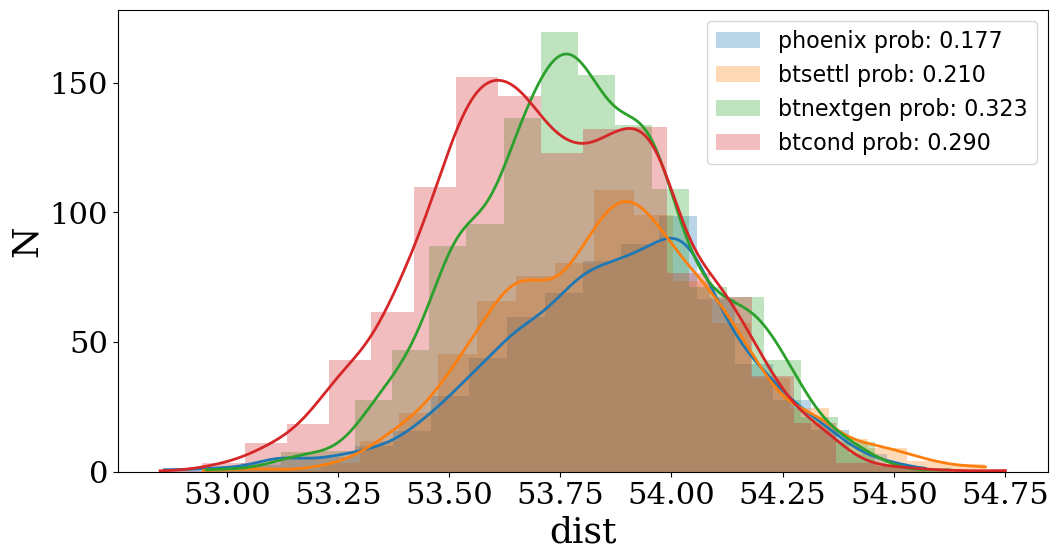 phoenix prob: 0.177
btsettl prob: 0.210
btnextgen prob: 0.323
btcond prob: 0.290
150
100
50
0
N
53.00 53.25 53.50 53.75 54.00 54.25 54.50 54.75
dist